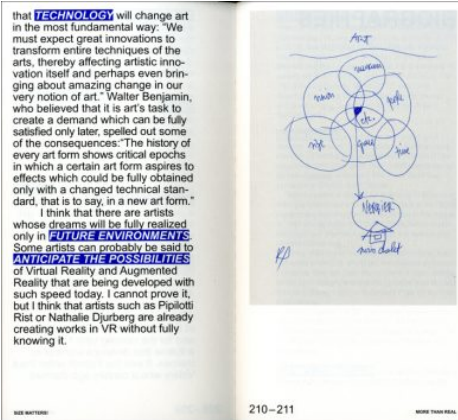 that TECHNOLOGY will change art
in the most fundamental way: “We
must expect great innovations to
transform entire techniques of the
arts, thereby affecting artistic inno-
vation itself and perhaps even brin-
ging about amazing change in our
very notion of art.” Walter Benjamin,
who believed that it is art’s task to
create a demand which can be fully
satisfied only later, spelled out some
of the consequences:“The history of
every art form shows critical epochs
in which a certain art form aspires to
effects which could be fully obtained
only with a changed technical stan-
dard, that is to say, in a new art form.”
I think that there are artists
whose dreams will be fully realized
only in FUTURE ENVIRONMENTS.
Some artists can probably be said to
ANTICIPATE THE POSSIBILITIES
of Virtual Reality and Augmented
Reality that are being developed with
such speed today. I cannot prove it,
but I think that artists such as Pipilotti
Rist or Nathalie Djurberg are already
creating works in VR without fully
knowing it.
SIZE MATTERS!
etc.
space
time
VERBIER
mon chalet
210–211
MORE THAN REAL